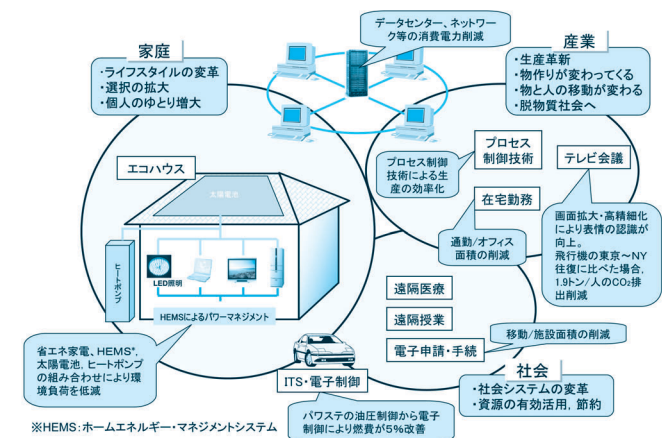 データセンター、ネットワー
ク等の消費電力削減
家庭
・ライフスタイルの変革
・選択の拡大
・個人のゆとり増大
産業
・生産革新
・物作りが変わってくる
・物と人の移動が変わる
・脱物質社会へ
エコハウス
太陽電池
ヒートポンプ
LED照明
HEMSによるパワーマネジメント
省エネ家電、HEMS*,
太陽電池, ヒートポンプ
の組み合わせにより環
境負荷を低減
プロセス
制御技術
プロセス制御
技術による生
産の効率化
テレビ会議
在宅勤務
通勤/オフィス
面積の削減
画面拡大・高精細化
により表情の認識が
向上。
飛行機の東京～NY
往復に比べた場合,
1.9トン/人のCO₂排
出削減
遠隔医療
遠隔授業
電子申請・手続
移動/施設面積の削減
社会
・社会システムの変革
・資源の有効活用, 節約
ITS・電子制御
パワステの油圧制御から電子
制御により燃費が5%改善
※HEMS：ホームエネルギー・マネジメントシステム